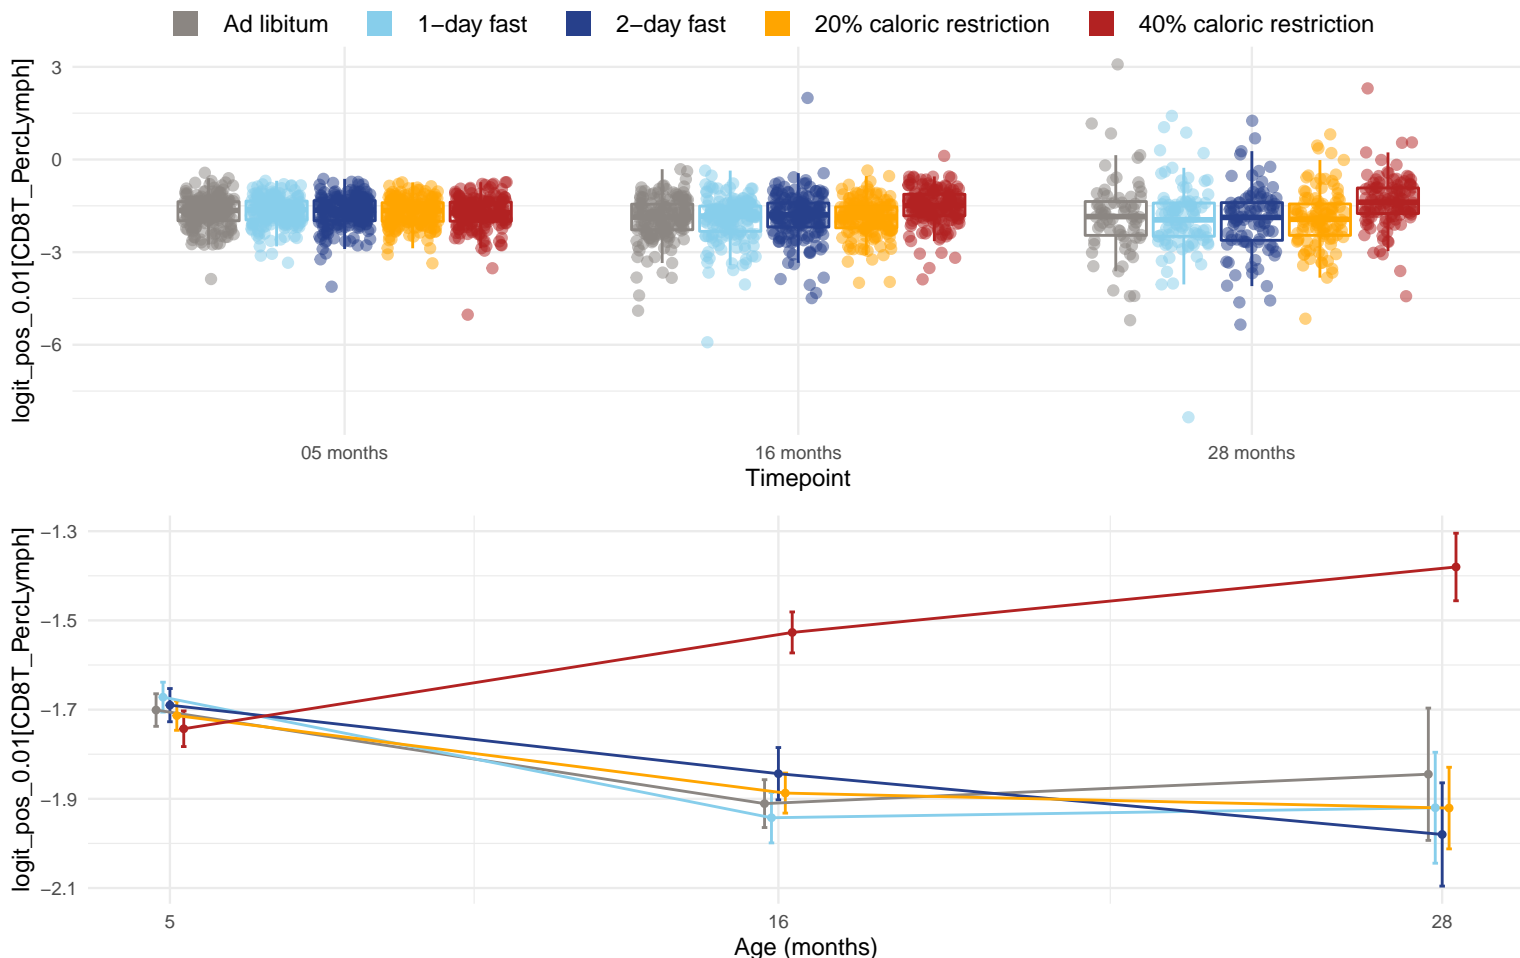 Ad libitum 1−day fast 2−day fast 20% caloric restriction 40% caloric restriction
logit_pos_0.01[CD8T_PercLymph]
3
0
−3
−6
05 months 16 months 28 months
Timepoint
logit_pos_0.01[CD8T_PercLymph]
−1.3
−1.5
−1.7
−1.9
−2.1
5 16 28
Age (months)